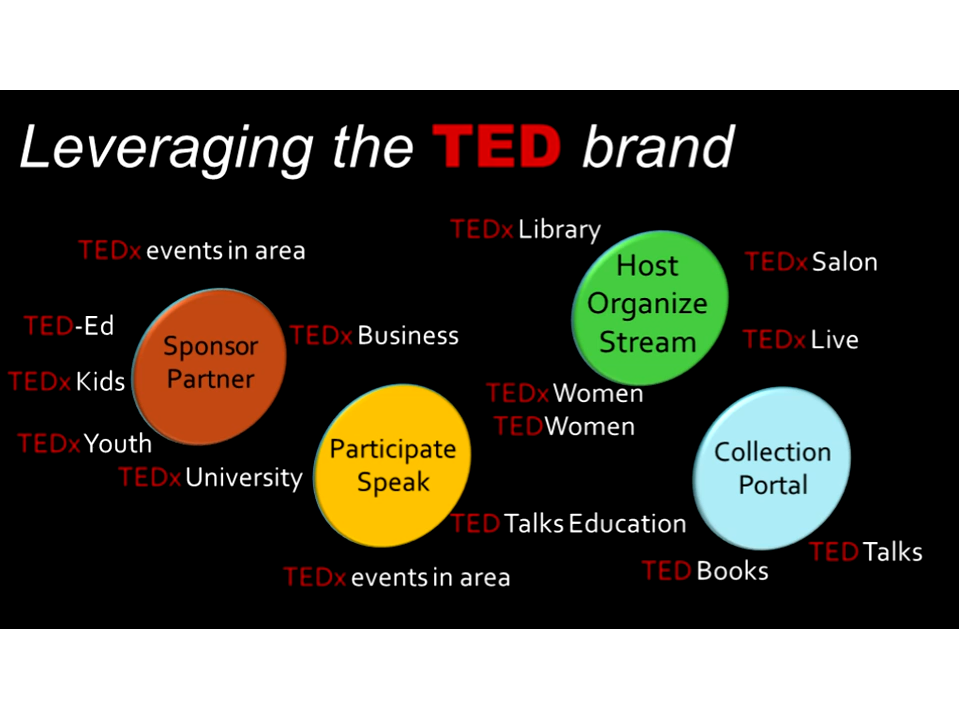 Leveraging the TED brand
TEDx Library
TEDx events in area
Host
Organize
Stream
TEDx Salon
TED-Ed
TEDx Business
TEDx Live
Sponsor
Partner
TEDx Kids
TEDx Women
TEDWomen
TEDx Youth
Participate
Speak
Collection
Portal
TEDx University
TED Talks Education
TED Talks
TED Books
TEDx events in area